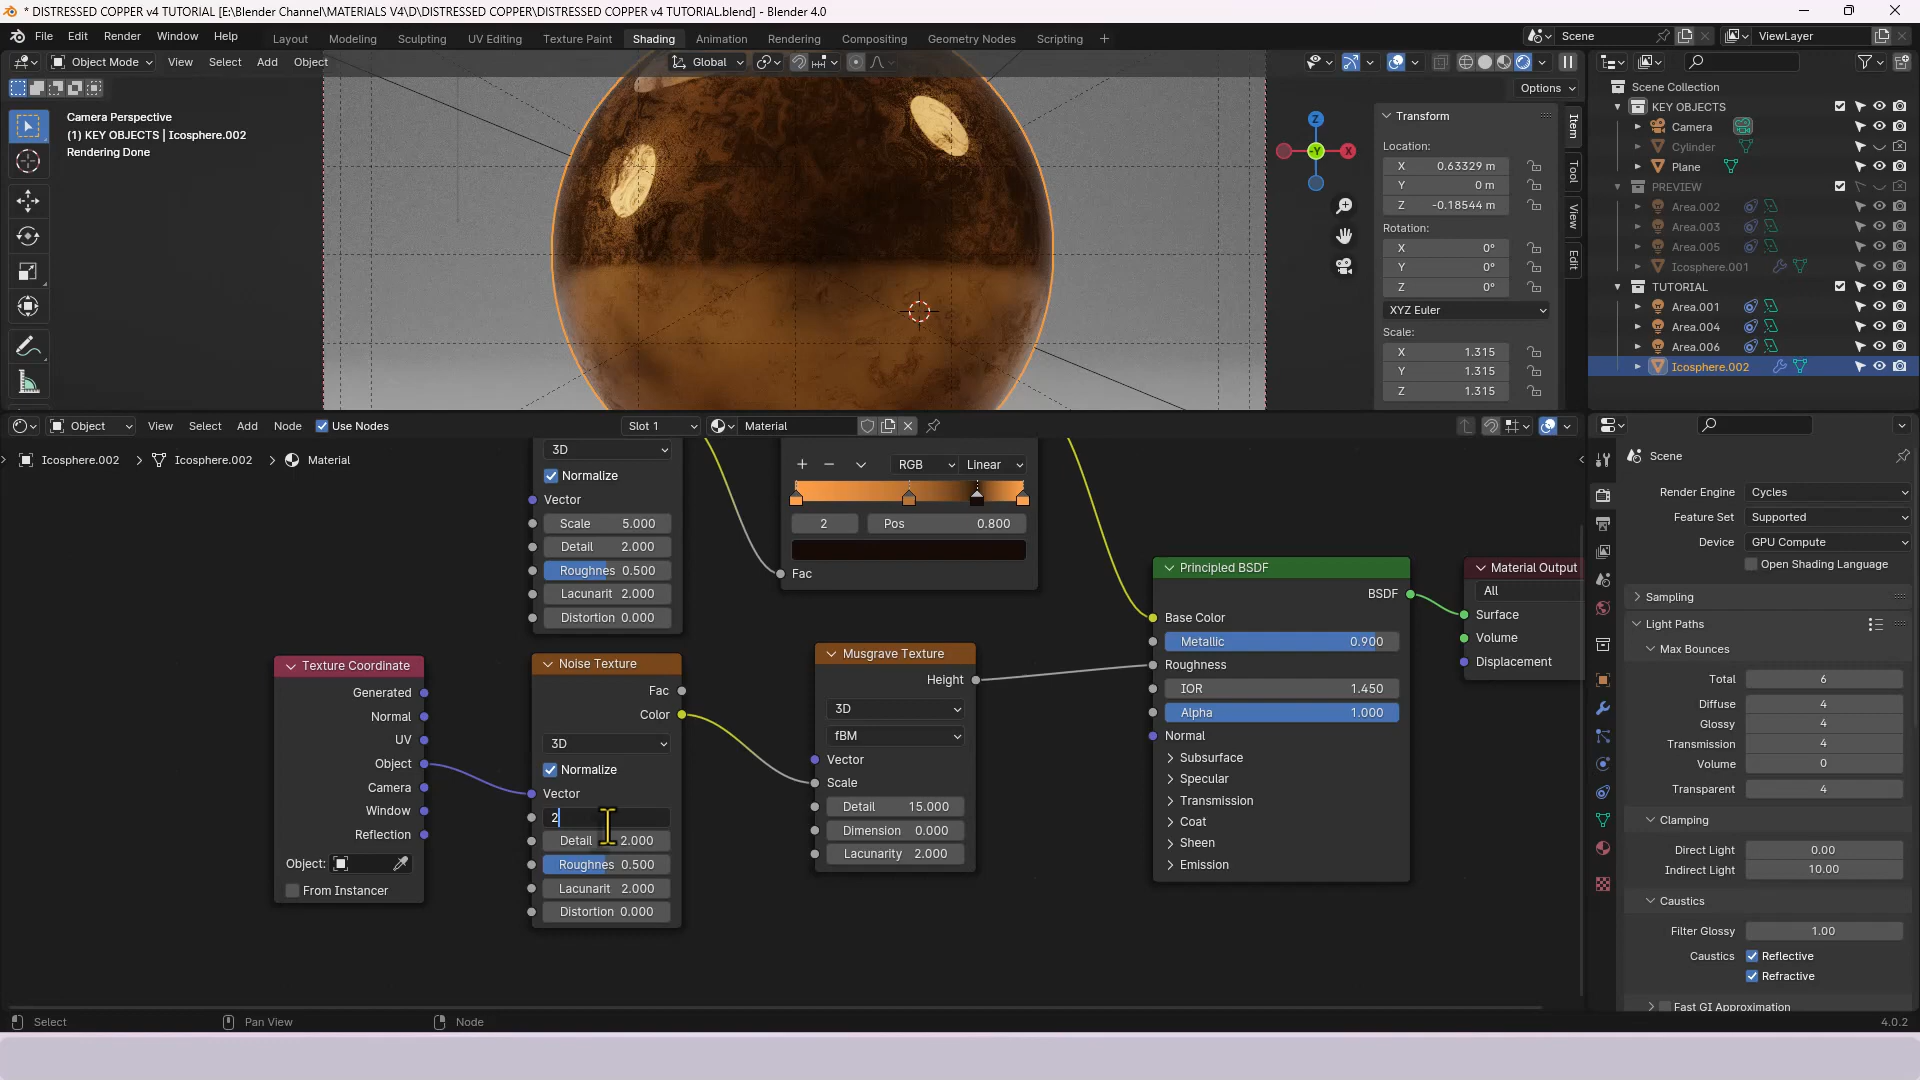 * DISTRESSED COPPER v4 TUTORIAL [E:\Blender Channel\MATERIALS V4\D\DISTRESSED COPPER\DISTRESSED COPPER v4 TUTORIAL.blend] - Blender 4.0
File Edit Render Window Help Layout Modeling Sculpting UV Editing Texture Paint Shading Animation Rendering Compositing Geometry Nodes Scripting + Scene ViewLayer
Object Mode View Select Add Object Global
Options
Camera Perspective
(1) KEY OBJECTS | Icosphere.002
Rendering Done
Z
-Y
X
Transform
Location:
X 0.63329 m
Y 0 m
Z -0.18544 m
Rotation:
X 0°
Y 0°
Z 0°
XYZ Euler
Scale:
X 1.315
Y 1.315
Z 1.315
Item
Tool
View
Edit
Scene Collection
KEY OBJECTS
Camera
Cylinder
Plane
PREVIEW
Area.002
Area.003
Area.005
Icosphere.001
TUTORIAL
Area.001
Area.004
Area.006
Icosphere.002
Object View Select Add Node Use Nodes Slot 1 Material
Icosphere.002 > Icosphere.002 > Material
3D
Normalize
Vector
Scale 5.000
Detail 2.000
Roughnes 0.500
Lacunarit 2.000
Distortion 0.000
RGB Linear
2 Pos 0.800
Fac
Texture Coordinate
Generated
Normal
UV
Object
Camera
Window
Reflection
Object:
From Instancer
Noise Texture
Fac
Color
3D
Normalize
Vector
2
Detail 2.000
Roughnes 0.500
Lacunarit 2.000
Distortion 0.000
Musgrave Texture
Height
3D
fBM
Vector
Scale
Detail 15.000
Dimension 0.000
Lacunarity 2.000
Principled BSDF
BSDF
Base Color
Metallic 0.900
Roughness
IOR 1.450
Alpha 1.000
Normal
Subsurface
Specular
Transmission
Coat
Sheen
Emission
Material Output
All
Surface
Volume
Displacement
Scene
Render Engine Cycles
Feature Set Supported
Device GPU Compute
Open Shading Language
Sampling
Light Paths
Max Bounces
Total 6
Diffuse 4
Glossy 4
Transmission 4
Volume 0
Transparent 4
Clamping
Direct Light 0.00
Indirect Light 10.00
Caustics
Filter Glossy 1.00
Caustics Reflective
Refractive
Fast GI Approximation
Select Pan View Node 4.0.2